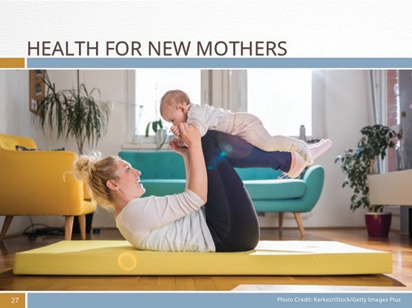 HEALTH FOR NEW MOTHERS
27
Photo Credit: Kerkez/iStock/Getty Images Plus